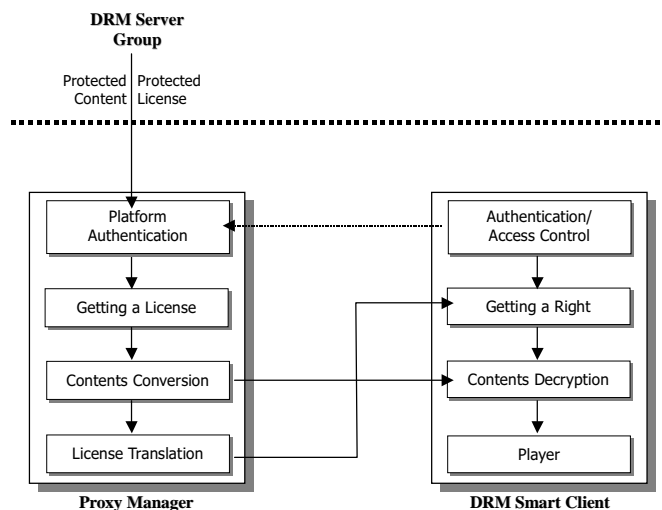 DRM Server
Group
Protected
Content
Protected
License
Platform
Authentication
Getting a License
Contents Conversion
License Translation
Proxy Manager
Authentication/
Access Control
Getting a Right
Contents Decryption
Player
DRM Smart Client